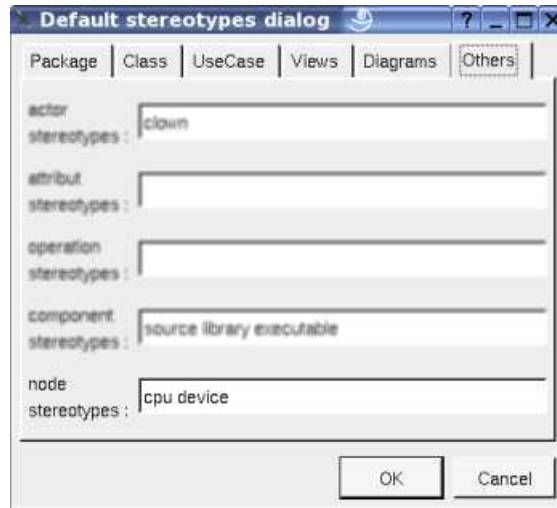 Default stereotypes dialog
Package Class UseCase Views Diagrams Others
actor
stereotypes :
clown
attribut
stereotypes :
operation
stereotypes :
component
stereotypes :
source library executable
node
stereotypes :
cpu device
OK Cancel